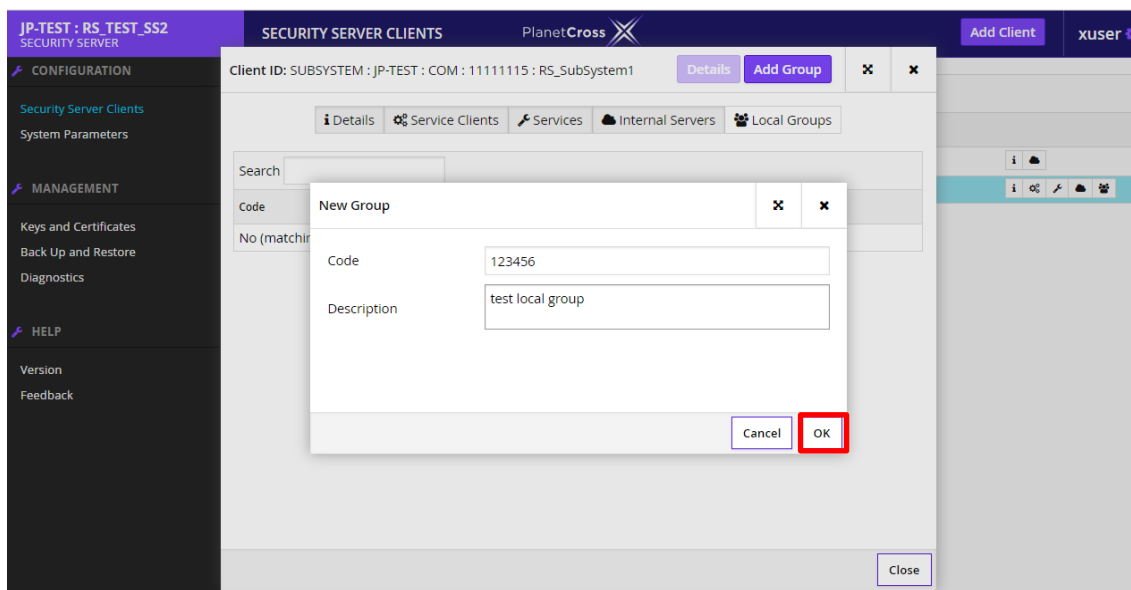 JP-TEST : RS_TEST_SS2
SECURITY SERVER
SECURITY SERVER CLIENTS
PlanetCross
Add Client
xuser
CONFIGURATION
Security Server Clients
System Parameters
MANAGEMENT
Keys and Certificates
Back Up and Restore
Diagnostics
HELP
Version
Feedback
Client ID: SUBSYSTEM : JP-TEST : COM : 11111115 : RS_SubSystem1
Details
Add Group
Details
Service Clients
Services
Internal Servers
Local Groups
Search
Code
No
New Group
Code
123456
Description
test local group
Cancel
OK
Close